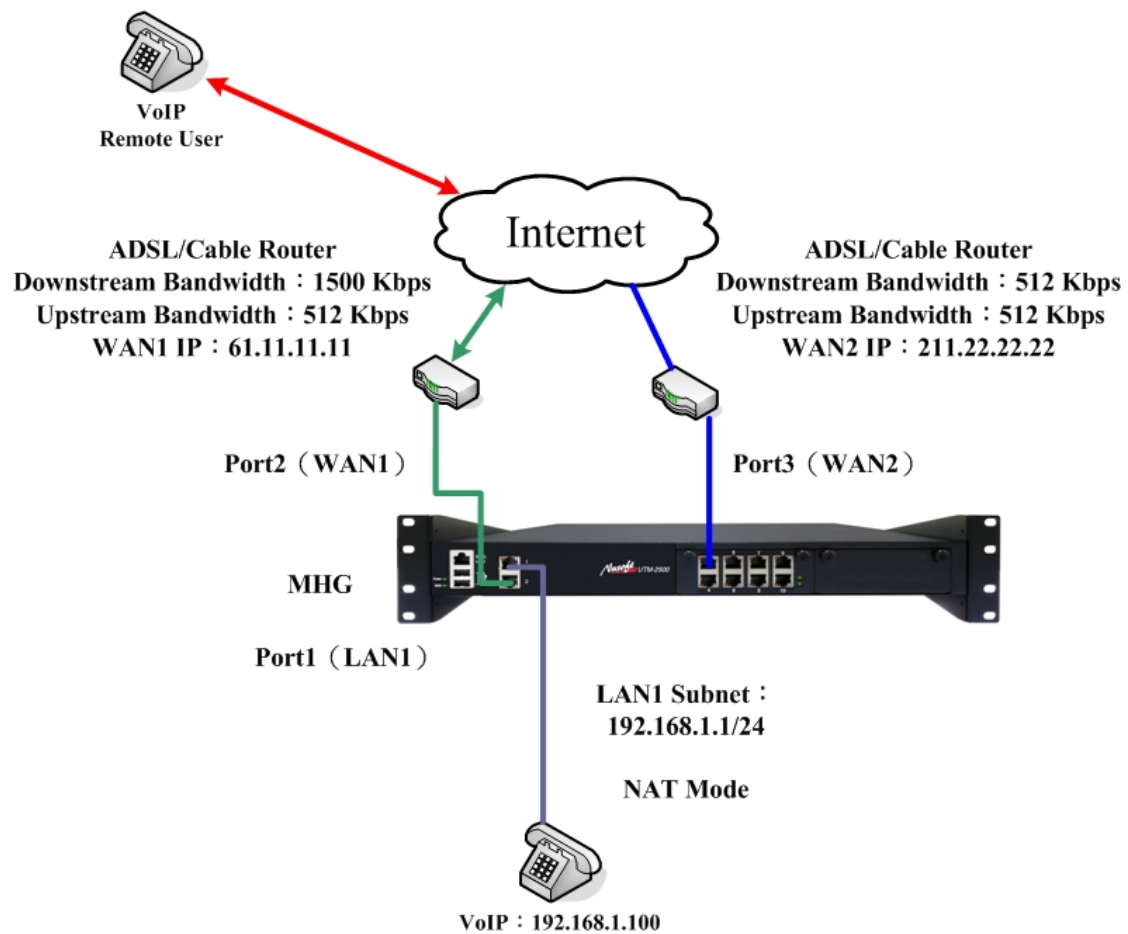 VoIP
Remote User
Internet
ADSL/Cable Router
Downstream Bandwidth：1500 Kbps
Upstream Bandwidth：512 Kbps
WAN1 IP：61.11.11.11
ADSL/Cable Router
Downstream Bandwidth：512 Kbps
Upstream Bandwidth：512 Kbps
WAN2 IP：211.22.22.22
Port2（WAN1）
Port3（WAN2）
MHG
Nusoft UTM-2500
Port1（LAN1）
LAN1 Subnet：
192.168.1.1/24
NAT Mode
VoIP：192.168.1.100